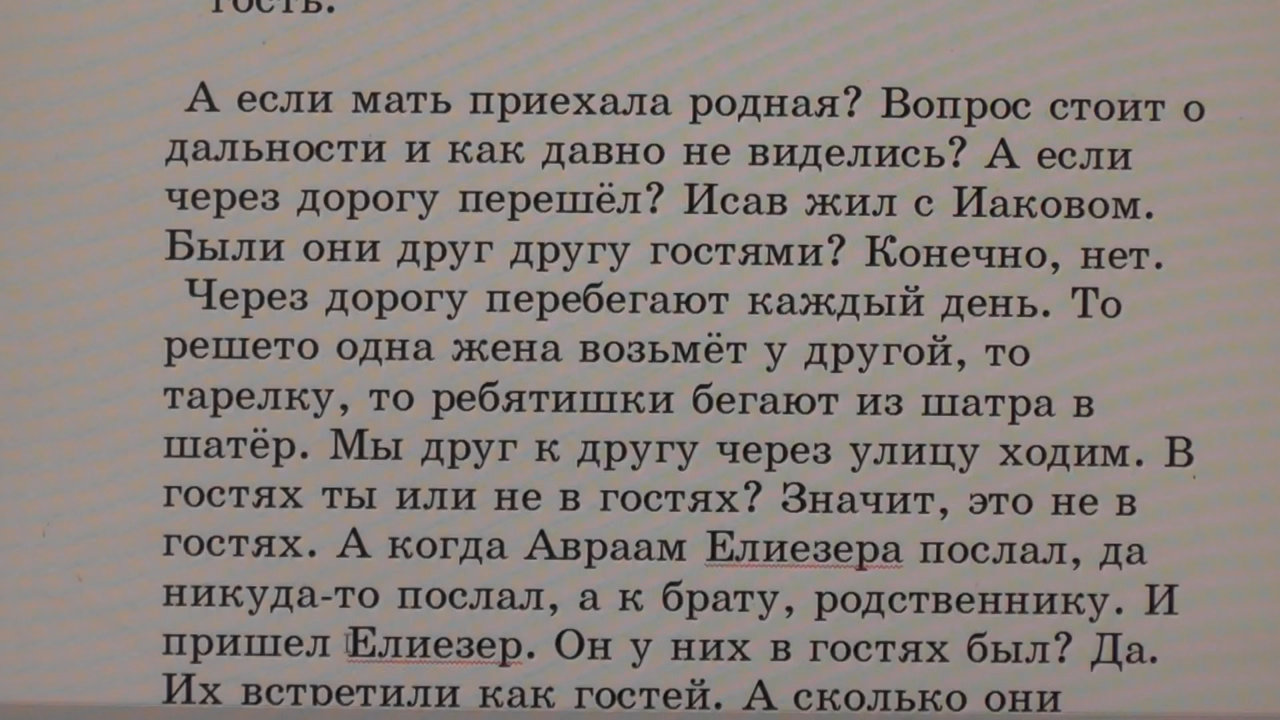 гость.
А если мать приехала родная? Вопрос стоит о
дальности и как давно не виделись? А если
через дорогу перешёл? Исав жил с Иаковом.
Были они друг другу гостями? Конечно, нет.
Через дорогу перебегают каждый день. То
решето одна жена возьмёт у другой, то
тарелку, то ребятишки бегают из шатра в
шатёр. Мы друг к другу через улицу ходим. В
гостях ты или не в гостях? Значит, это не в
гостях. А когда Авраам Елиезера послал, да
никуда-то послал, а к брату, родственнику. И
пришел Елиезер. Он у них в гостях был? Да.
Их встретили как гостей. А сколько они